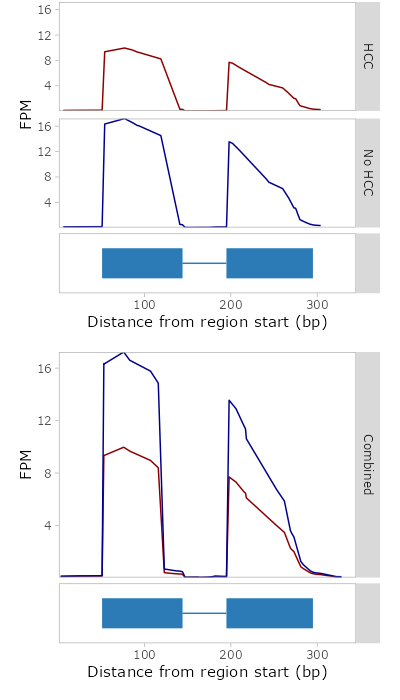 16
12
8
4
HCC
FPM
16
12
8
4
No HCC
100 200 300
Distance from region start (bp)
16
12
8
4
FPM
Combined
100 200 300
Distance from region start (bp)